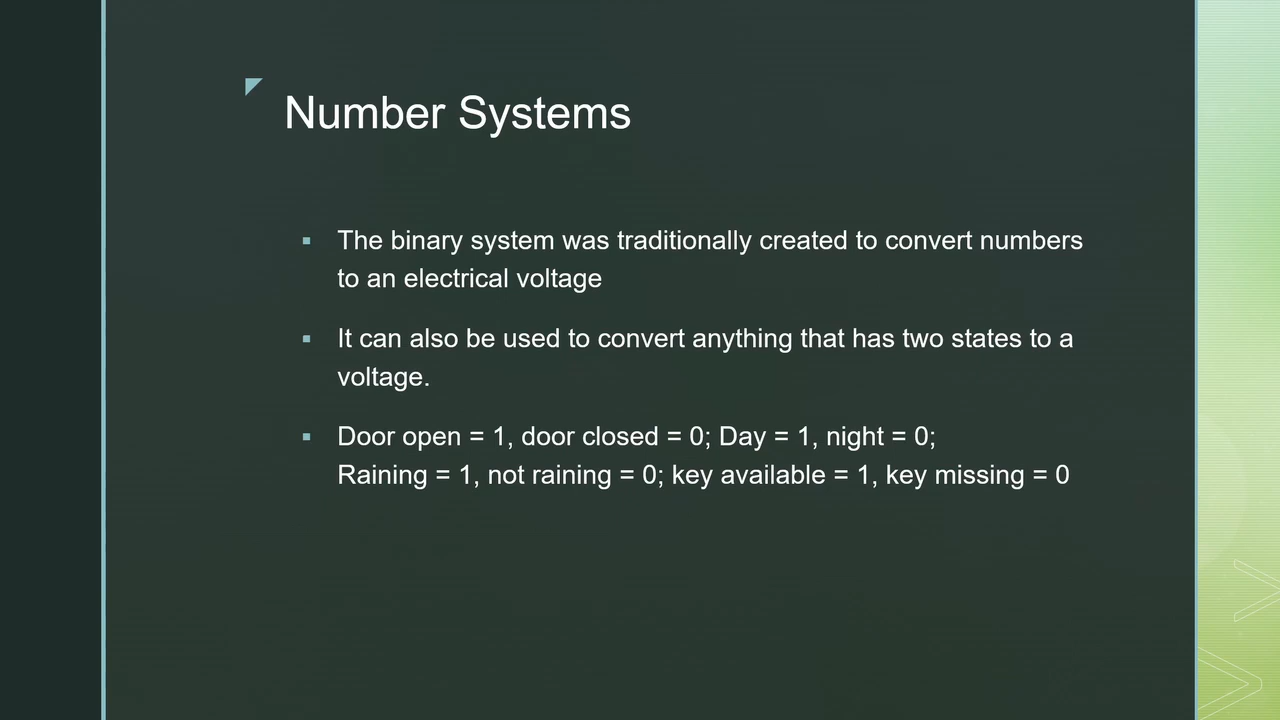 Number Systems
The binary system was traditionally created to convert numbers
to an electrical voltage
It can also be used to convert anything that has two states to a
voltage.
Door open = 1, door closed = 0; Day = 1, night = 0;
Raining = 1, not raining = 0; key available = 1, key missing = 0